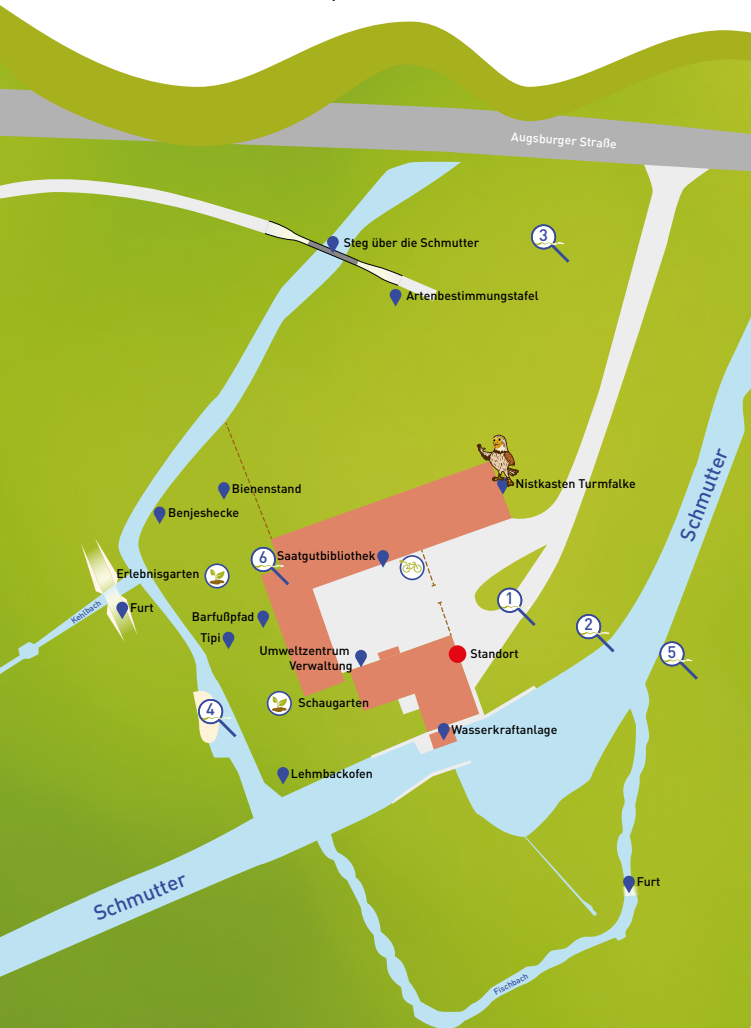 Augsburger Straße
3
Steg über die Schmutter
Artenbestimmungstafel
Schmutter
Nistkasten Turmfalke
Bienenstand
Benjeshecke
6
Saatgutbibliothek
Erlebnisgarten
Kehlbach
Furt
1
2
5
Barfußpfad
Tipi
Umweltzentrum
Verwaltung
Standort
4
Schaugarten
Wasserkraftanlage
Lehmbackofen
Schmutter
Furt
Fischbach